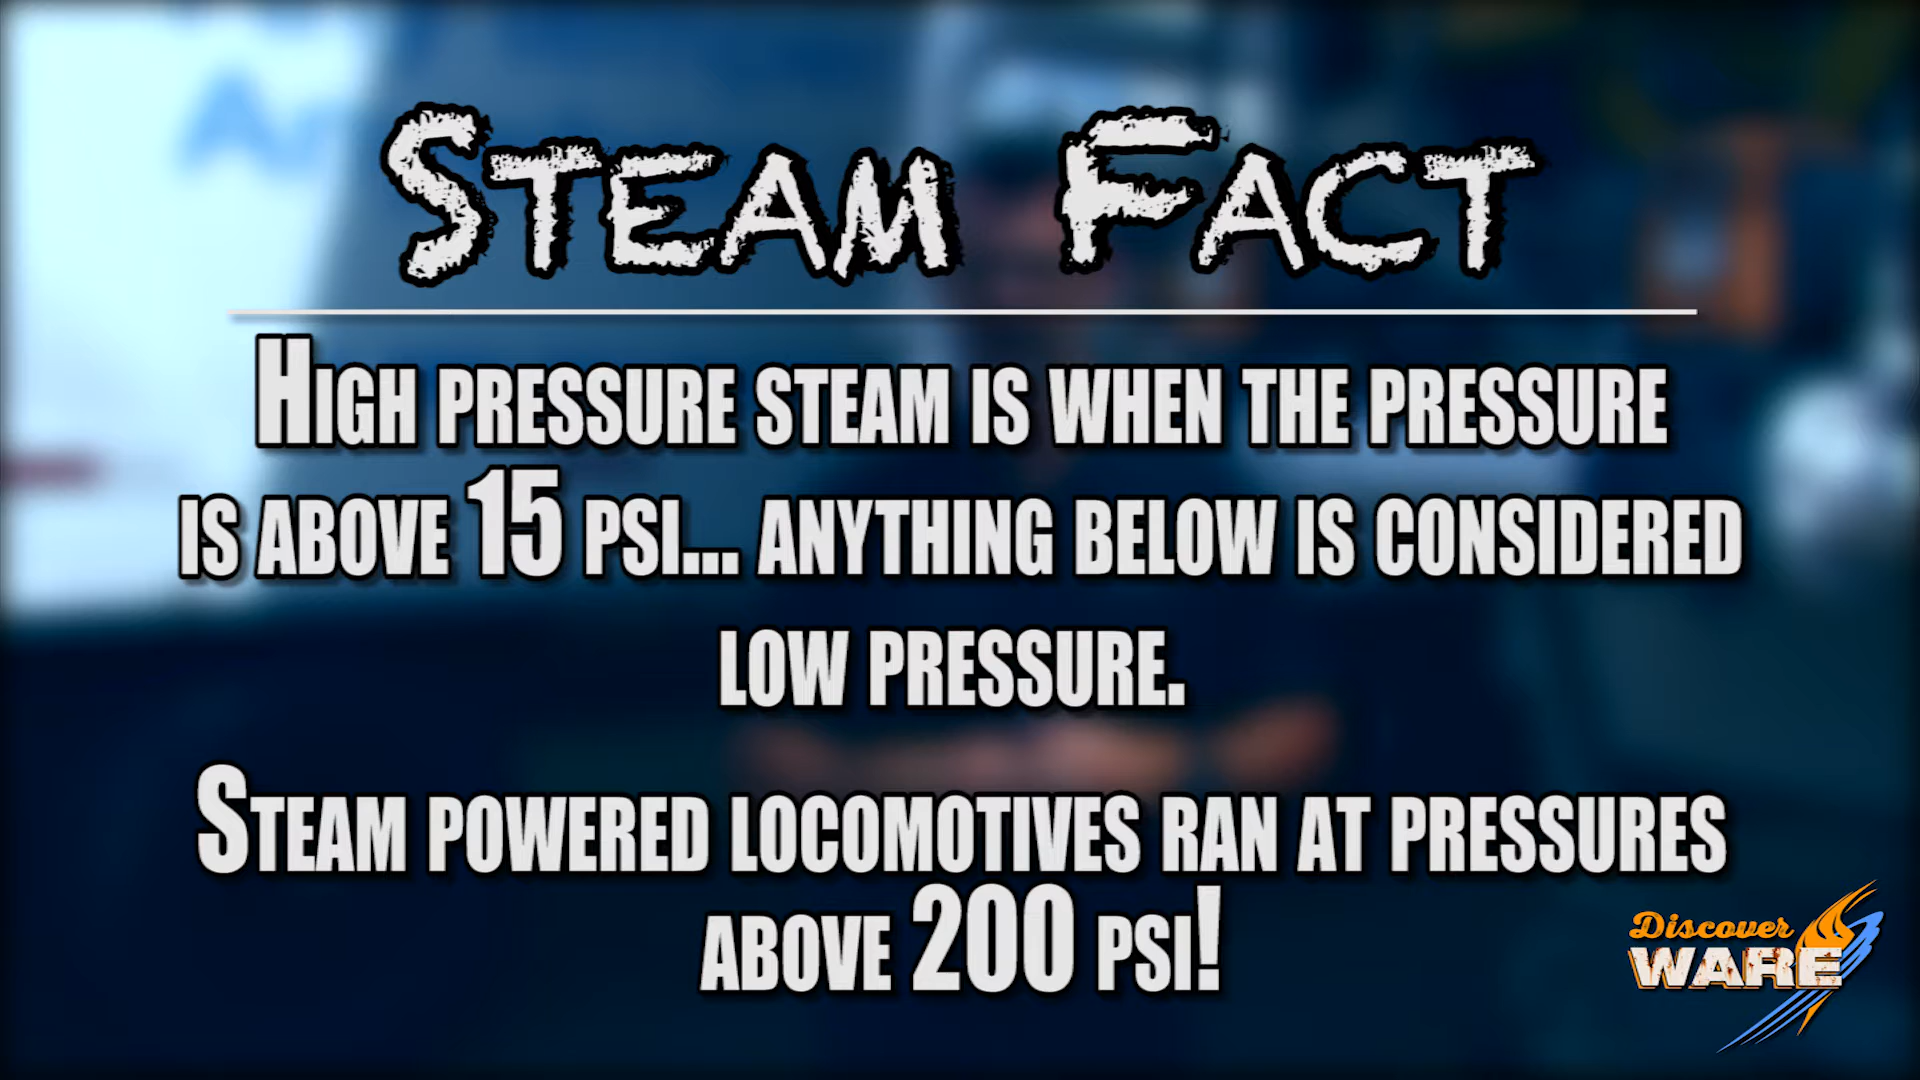 Steam Fact
High pressure steam is when the pressure
is above 15 psi... anything below is considered
low pressure.
Steam powered locomotives ran at pressures
above 200 psi!
Discover
WARE